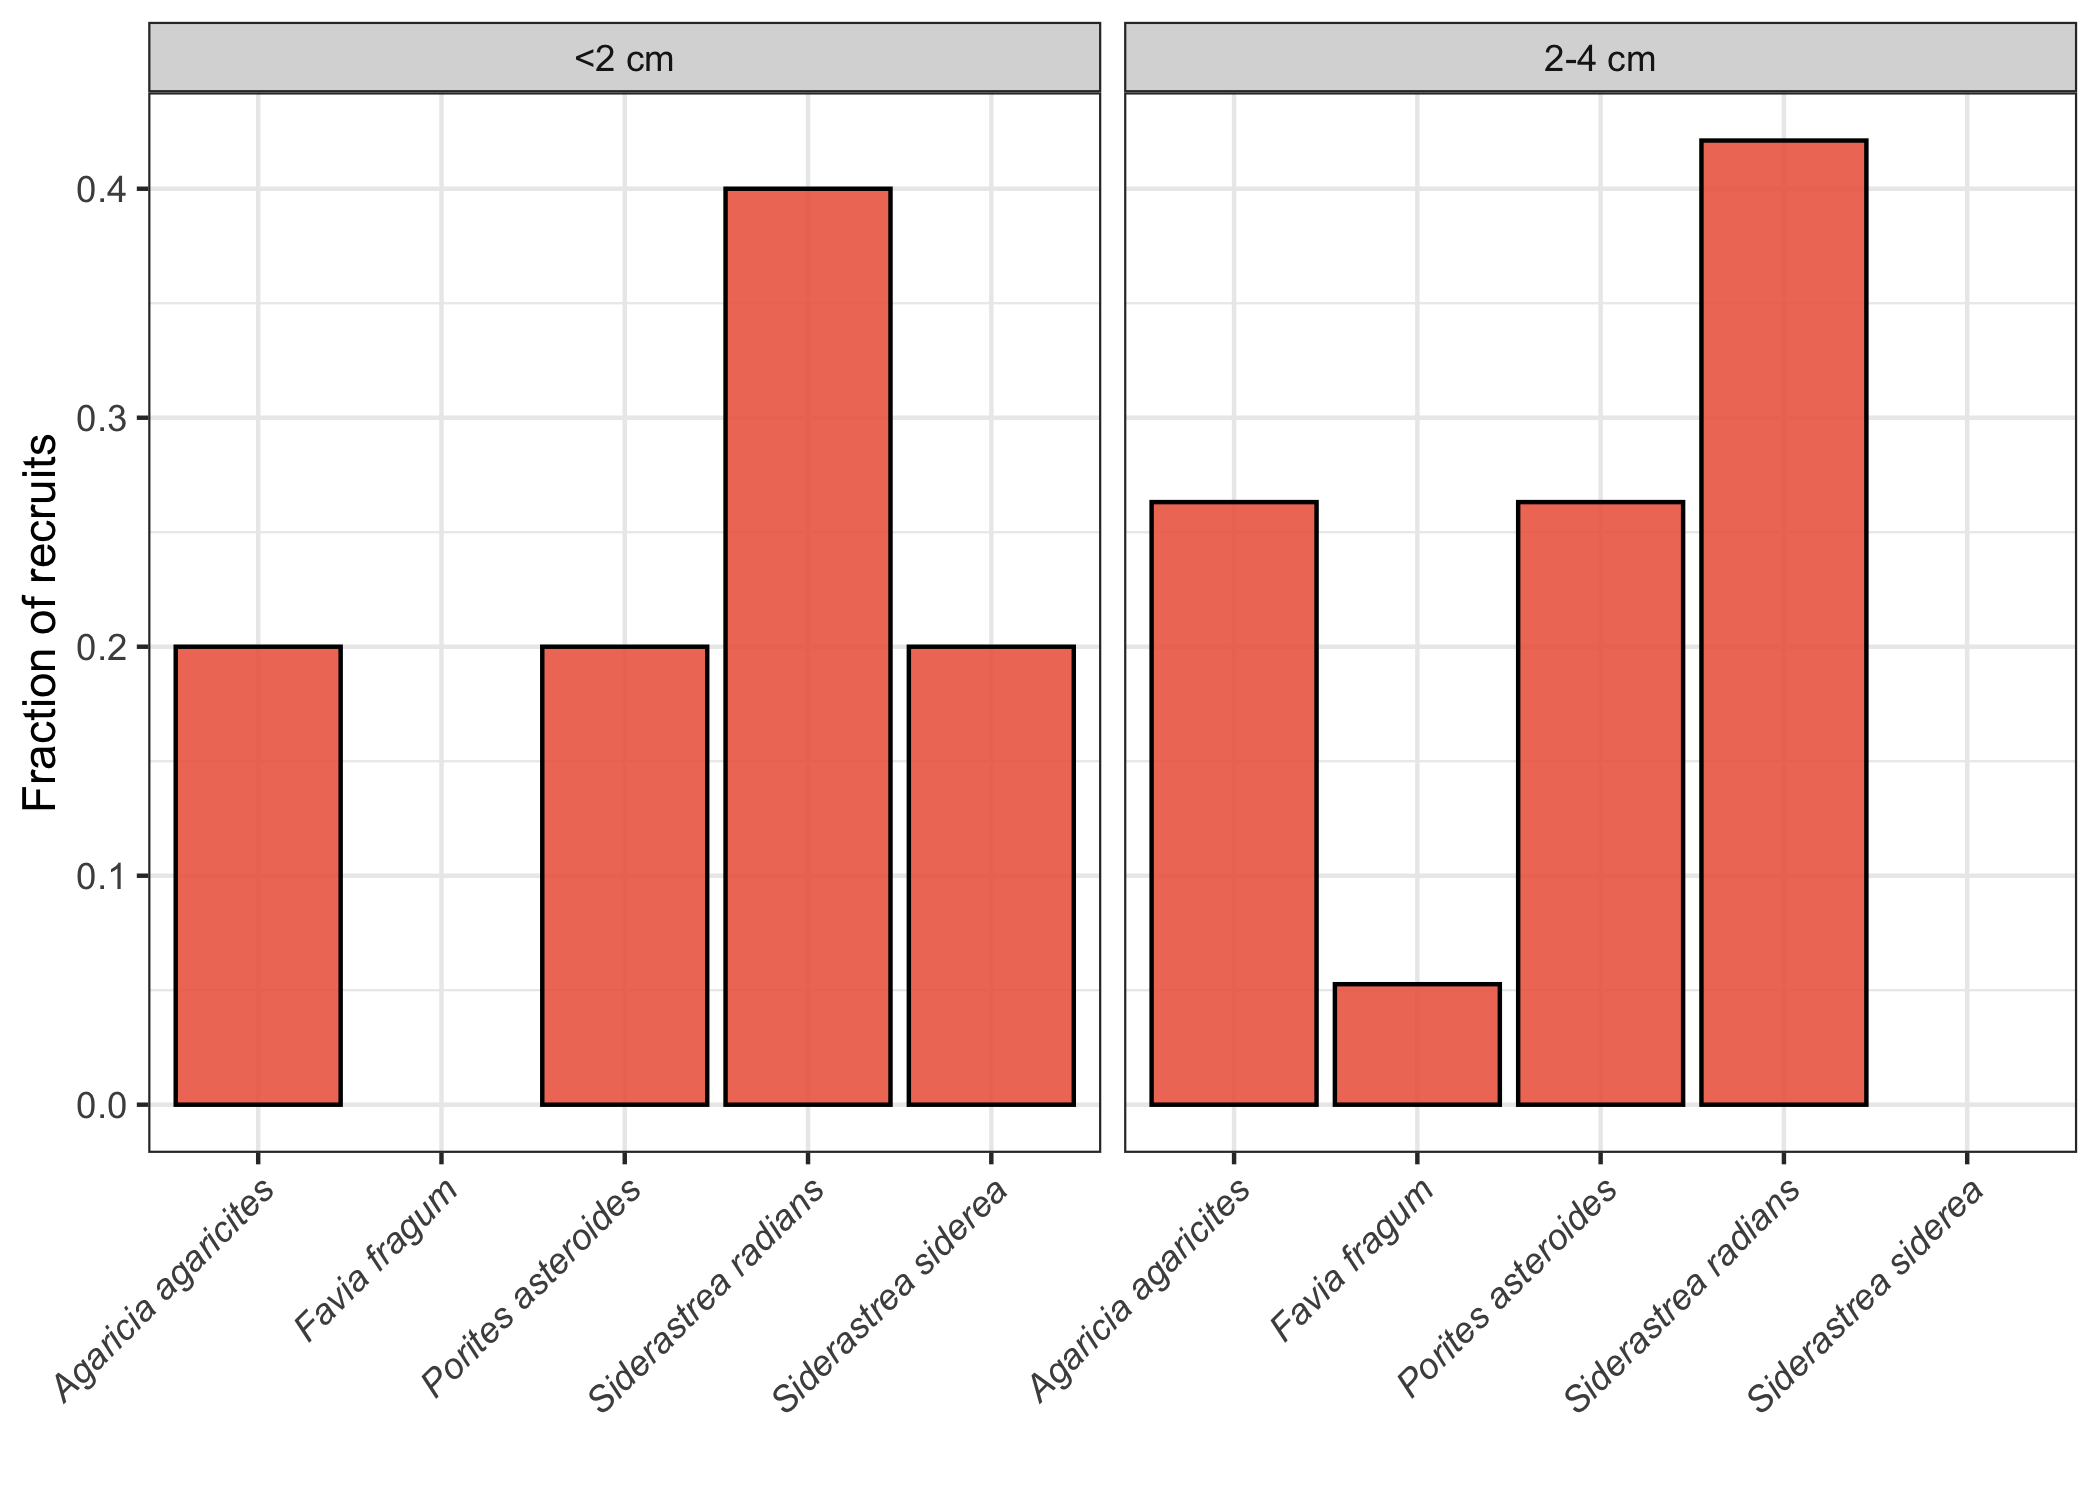 <2 cm
2-4 cm
Fraction of recruits
0.4
0.3
0.2
0.1
0.0
Agaricia agaricites
Favia fragum
Porites asteroides
Siderastrea radians
Siderastrea siderea
Agaricia agaricites
Favia fragum
Porites asteroides
Siderastrea radians
Siderastrea siderea